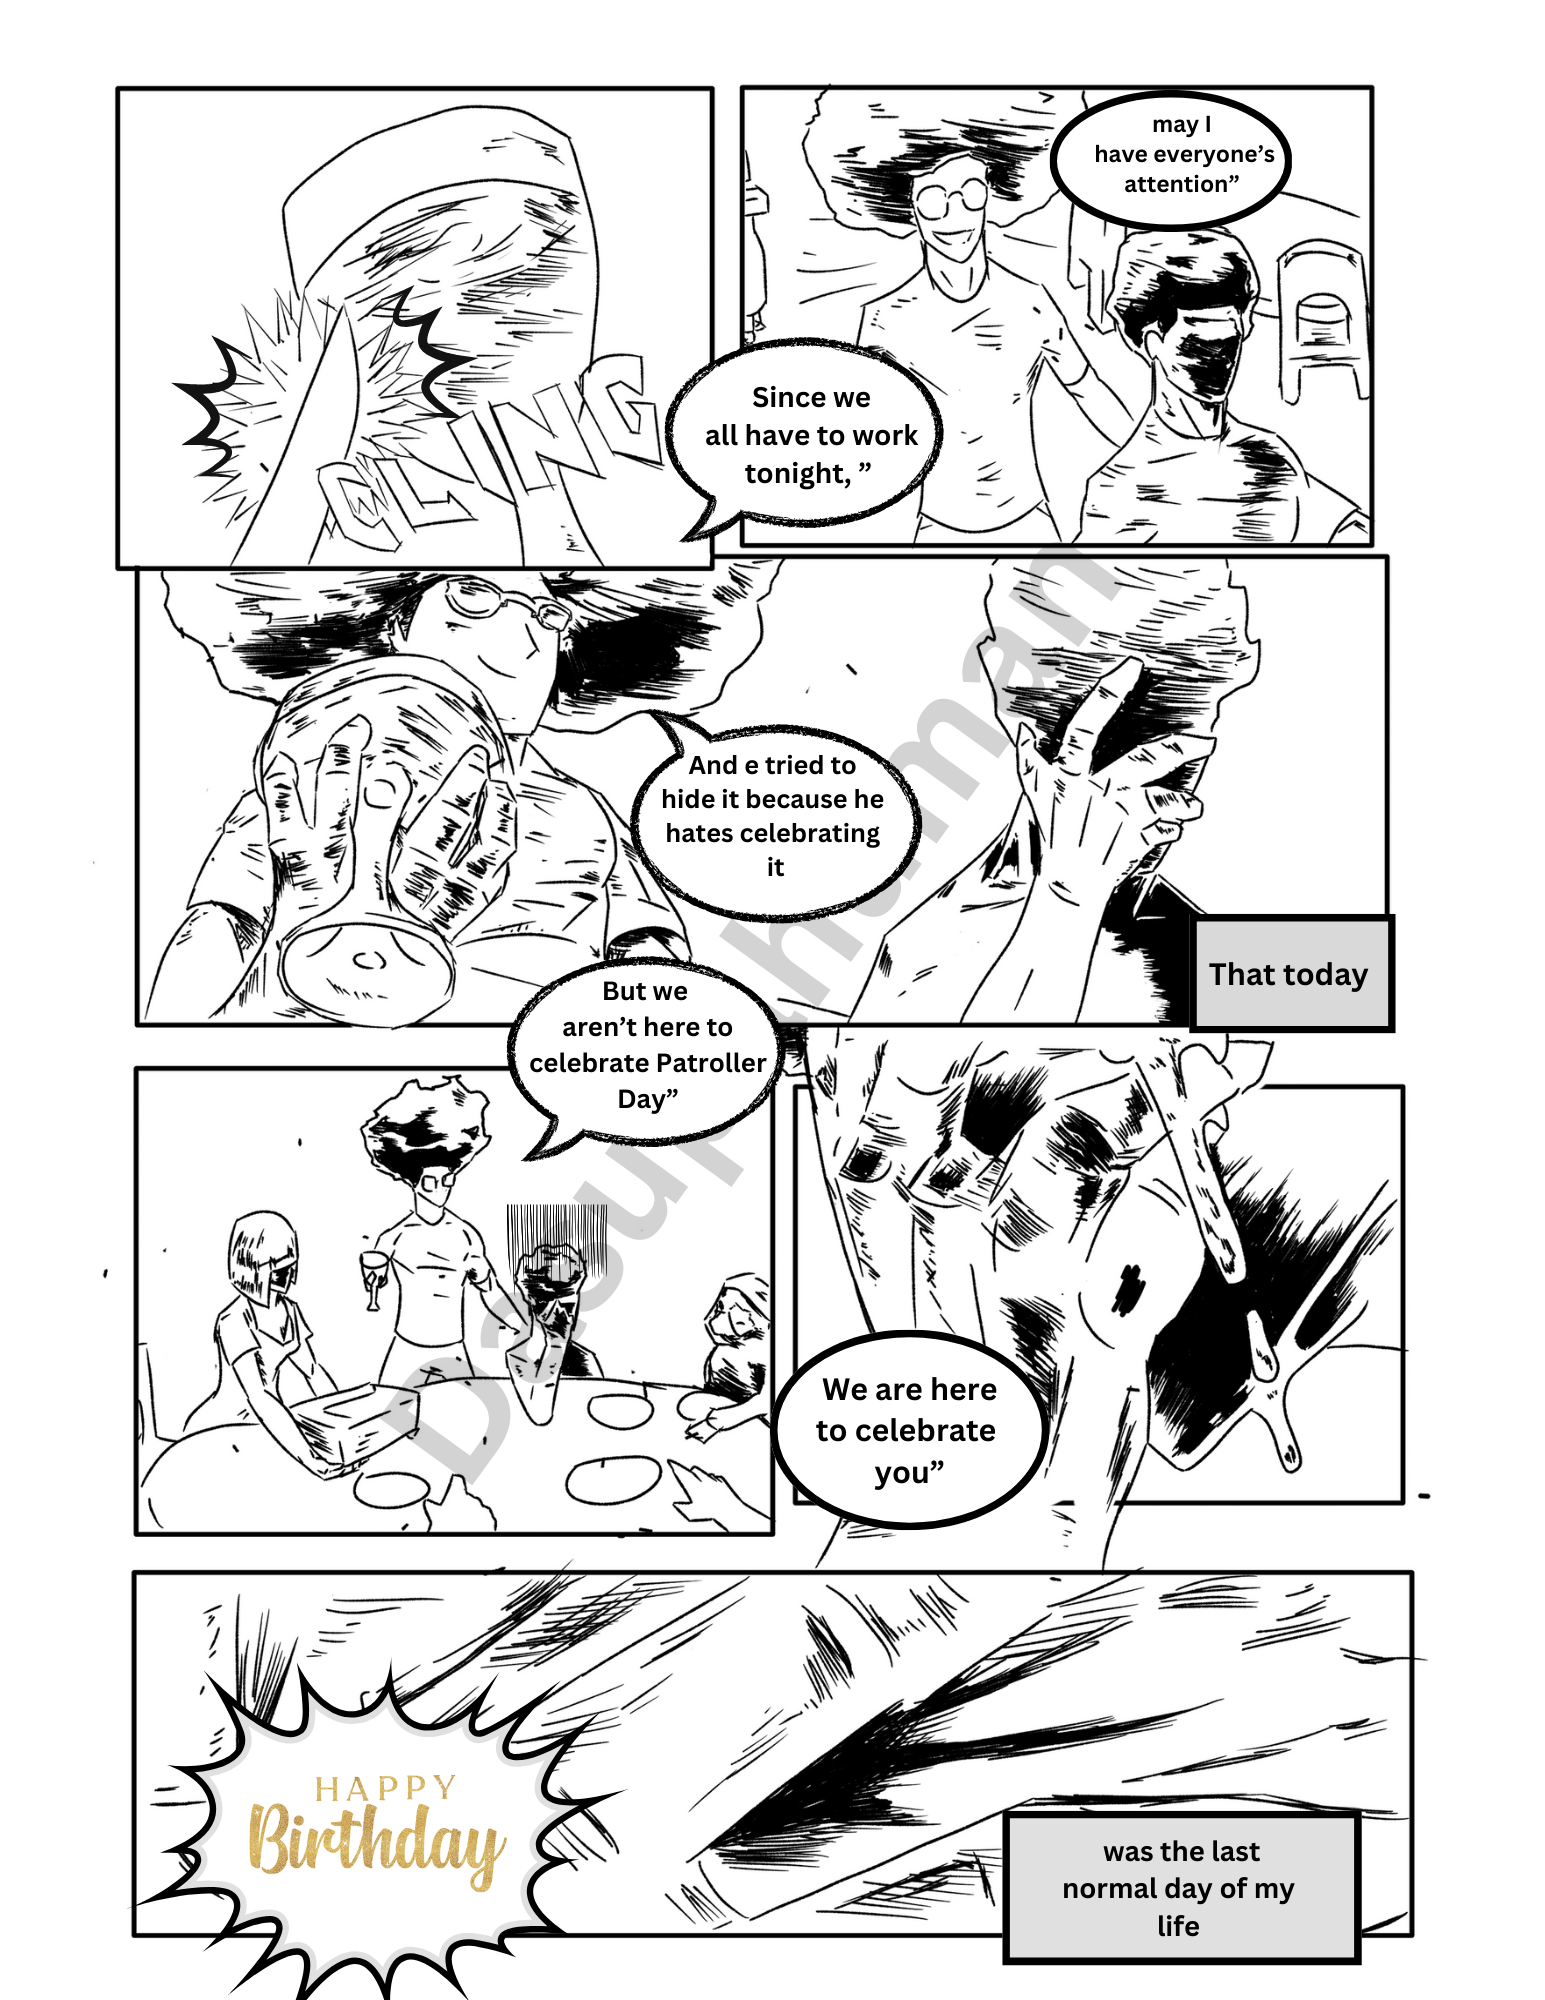 CLING
may I
have everyone's
attention"
Since we
all have to work
tonight, "
And e tried to
hide it because he
hates celebrating
it
That today
But we
aren't here to
celebrate Patroller
Day"
We are here
to celebrate
you"
HAPPY
Birthday
was the last
normal day of my
life